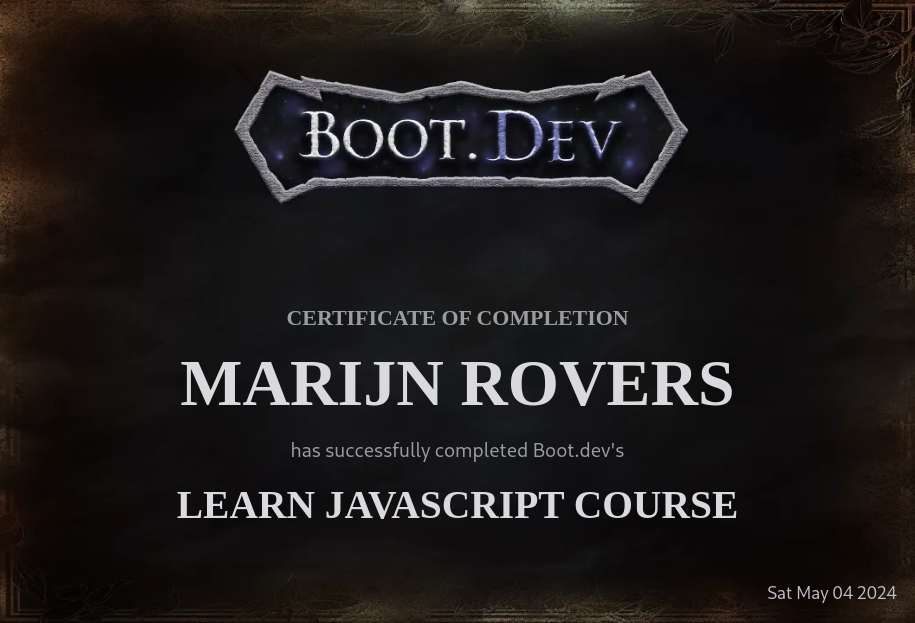 BOOT.DEV
CERTIFICATE OF COMPLETION
MARIJN ROVERS
has successfully completed Boot.dev's
LEARN JAVASCRIPT COURSE
Sat May 04 2024